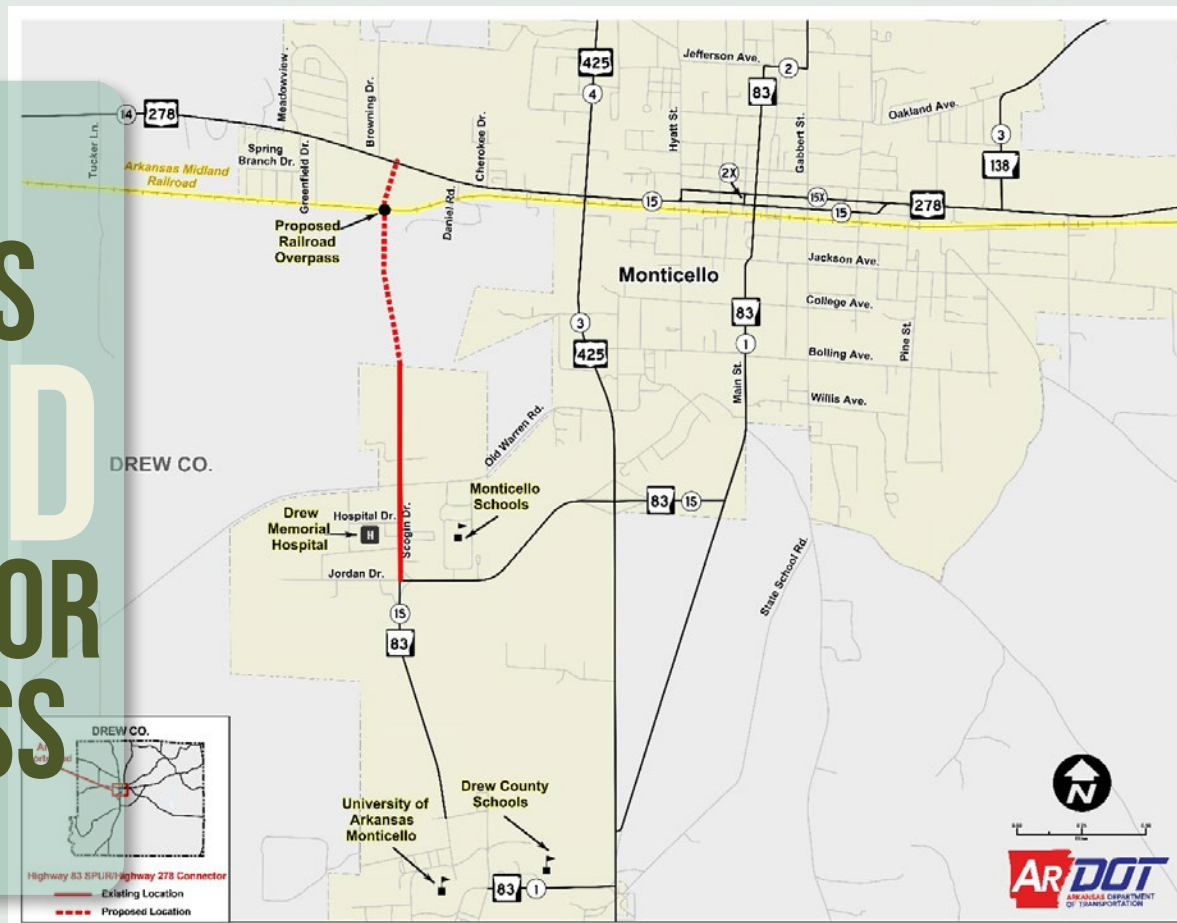 S
D
OR
SS
425
4
Jefferson Ave.
2
83
Meadowview
Browning Dr.
Hyatt St.
Gabbert St.
Oakland Ave.
14
278
Tucker Ln.
Spring
Branch Dr.
Greenfield Dr.
Cherokee Dr.
3
138
Arkansas Midland
Railroad
2X
15
15X
15
278
Daniel Rd.
Proposed
Railroad
Overpass
Monticello
Jackson Ave.
College Ave.
83
1
3
425
Bolling Ave.
Pine St.
Main St.
Willis Ave.
Old Warren Rd.
DREW CO.
Monticello
Schools
83
1S
Drew
Memorial
Hospital
Hospital Dr.
H
Scogin Dr.
Jordan Dr.
State School Rd.
1S
83
DREW CO.
University of
Arkansas
Monticello
Drew County
Schools
83
1
N
Highway 83 SPUR/Highway 278 Connector
Existing Location
Proposed Location
ARDOT
ARKANSAS DEPARTMENT
OF TRANSPORTATION